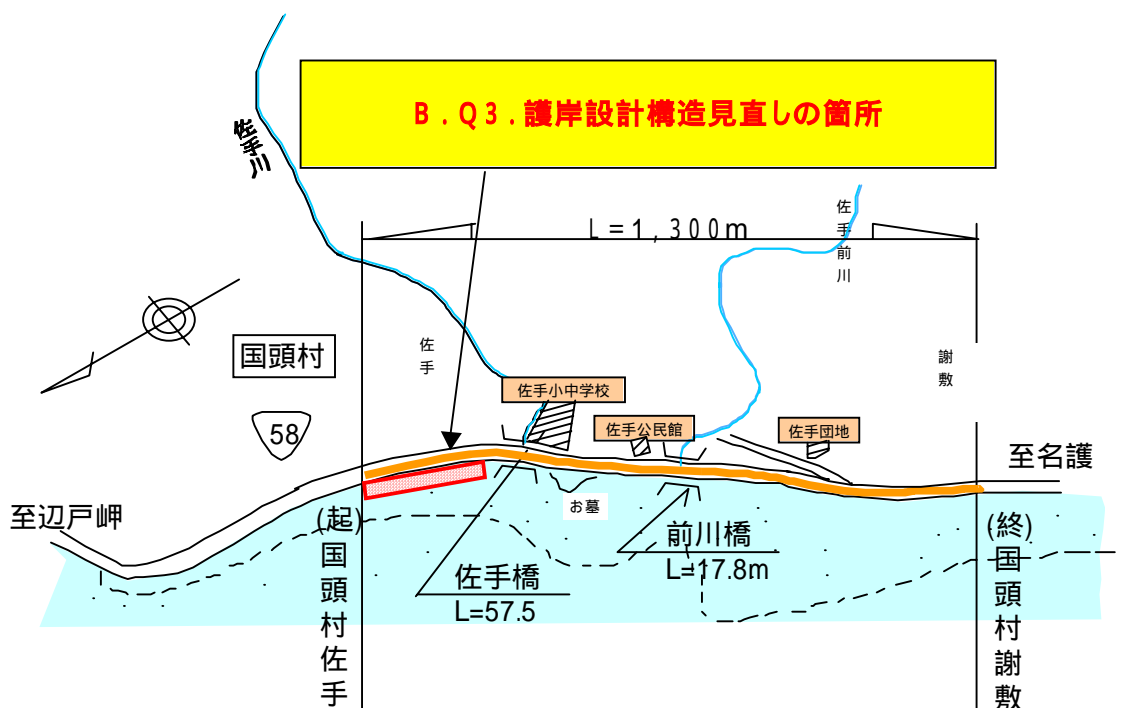 B.Q3.護岸設計構造見直しの箇所
佐手川
L=1,300m
佐手前川
国頭村
佐手
謝敷
58
佐手小中学校
佐手公民館
佐手団地
至名護
至辺戸岬
お墓
(起)国頭村佐手
佐手橋
L=57.5
前川橋
L=17.8m
(終)国頭村謝敷